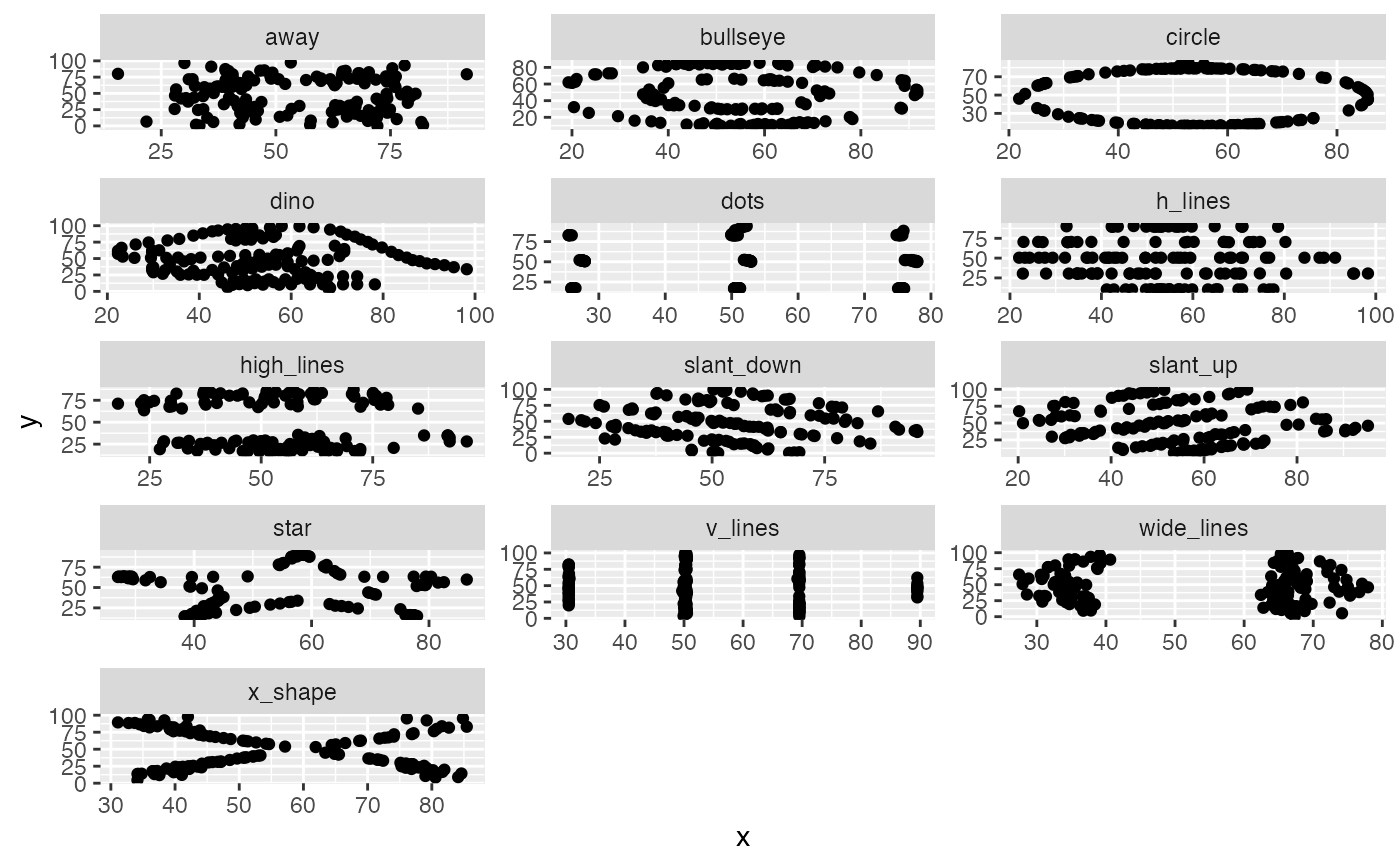 away bullseye circle
100 75 50 25 0 80 60 40 20 70 50 30
25 50 75 20 40 60 80 20 40 60 80
dino dots h_lines
100 75 50 25 0 75 50 25 75 50 25
20 40 60 80 100 30 40 50 60 70 80 20 40 60 80 100
high_lines slant_down slant_up
75 50 25 100 75 50 25 0 100 75 50 25
25 50 75 25 50 75 20 40 60 80
star v_lines wide_lines
75 50 25 100 75 50 25 0 100 75 50 25 0
40 60 80 30 40 50 60 70 80 90 30 40 50 60 70 80
x_shape
100 75 50 25 0
30 40 50 60 70 80
y
x